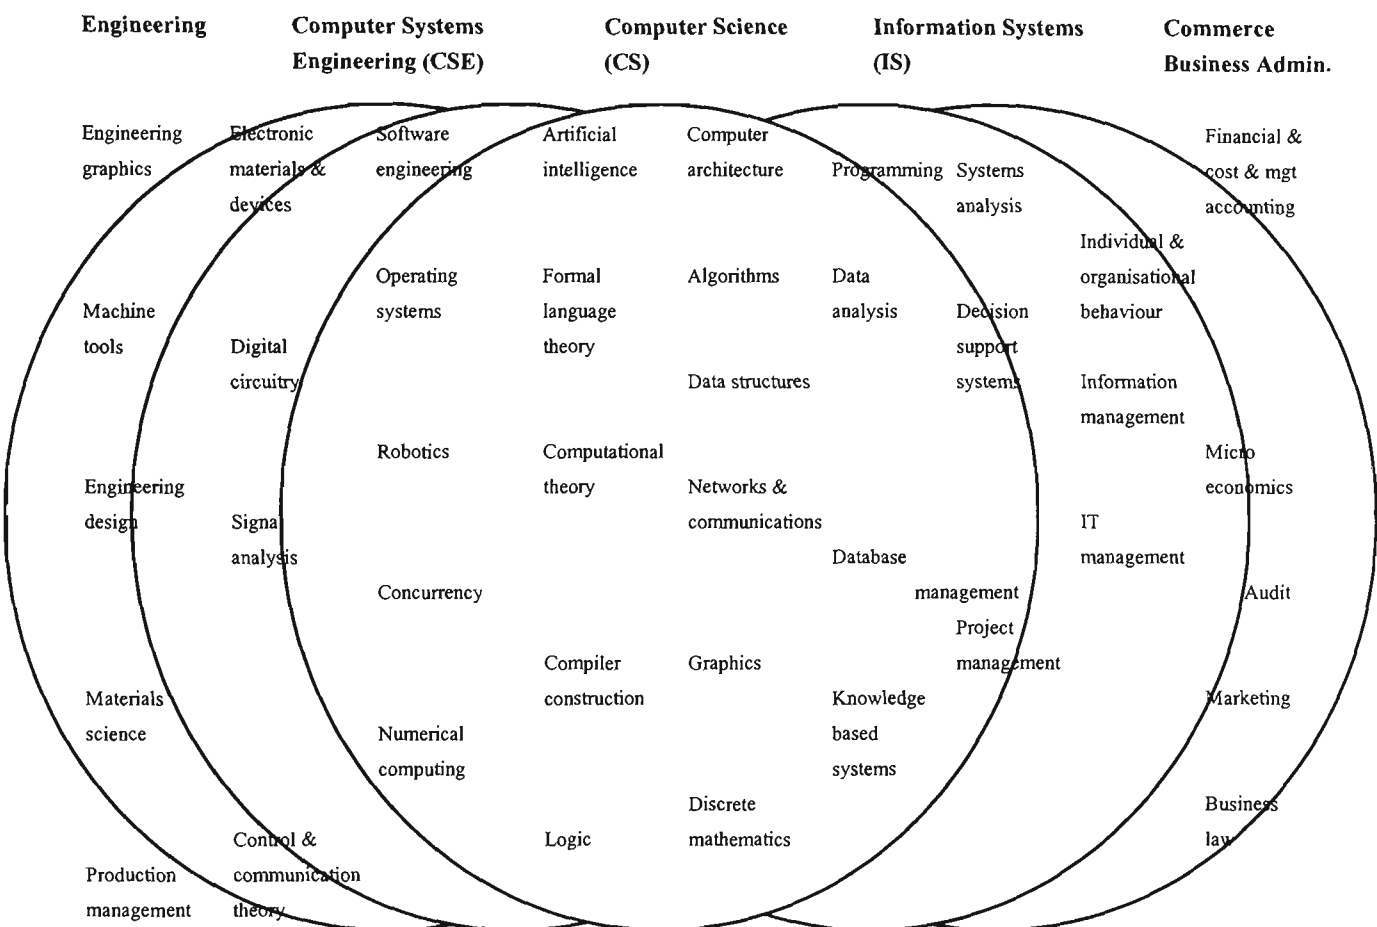 Engineering
Computer Systems
Engineering (CSE)
Computer Science
(CS)
Information Systems
(IS)
Commerce
Business Admin.
Engineering
graphics
Machine
tools
Engineering
design
Materials
science
Production
management
Electronic
materials &
devices
Digital
circuitry
Signal
analysis
Control &
communication
theory
Software
engineering
Operating
systems
Robotics
Concurrency
Numerical
computing
Artificial
intelligence
Formal
language
theory
Computational
theory
Compiler
construction
Logic
Computer
architecture
Algorithms
Data structures
Networks &
communications
Graphics
Discrete
mathematics
Programming
Data
analysis
Database
management
Knowledge
based
systems
Systems
analysis
Decision
support
systems
Project
management
Individual &
organisational
behaviour
Information
management
IT
management
Financial &
cost & mgt
accounting
Micro
economics
Audit
Marketing
Business
law